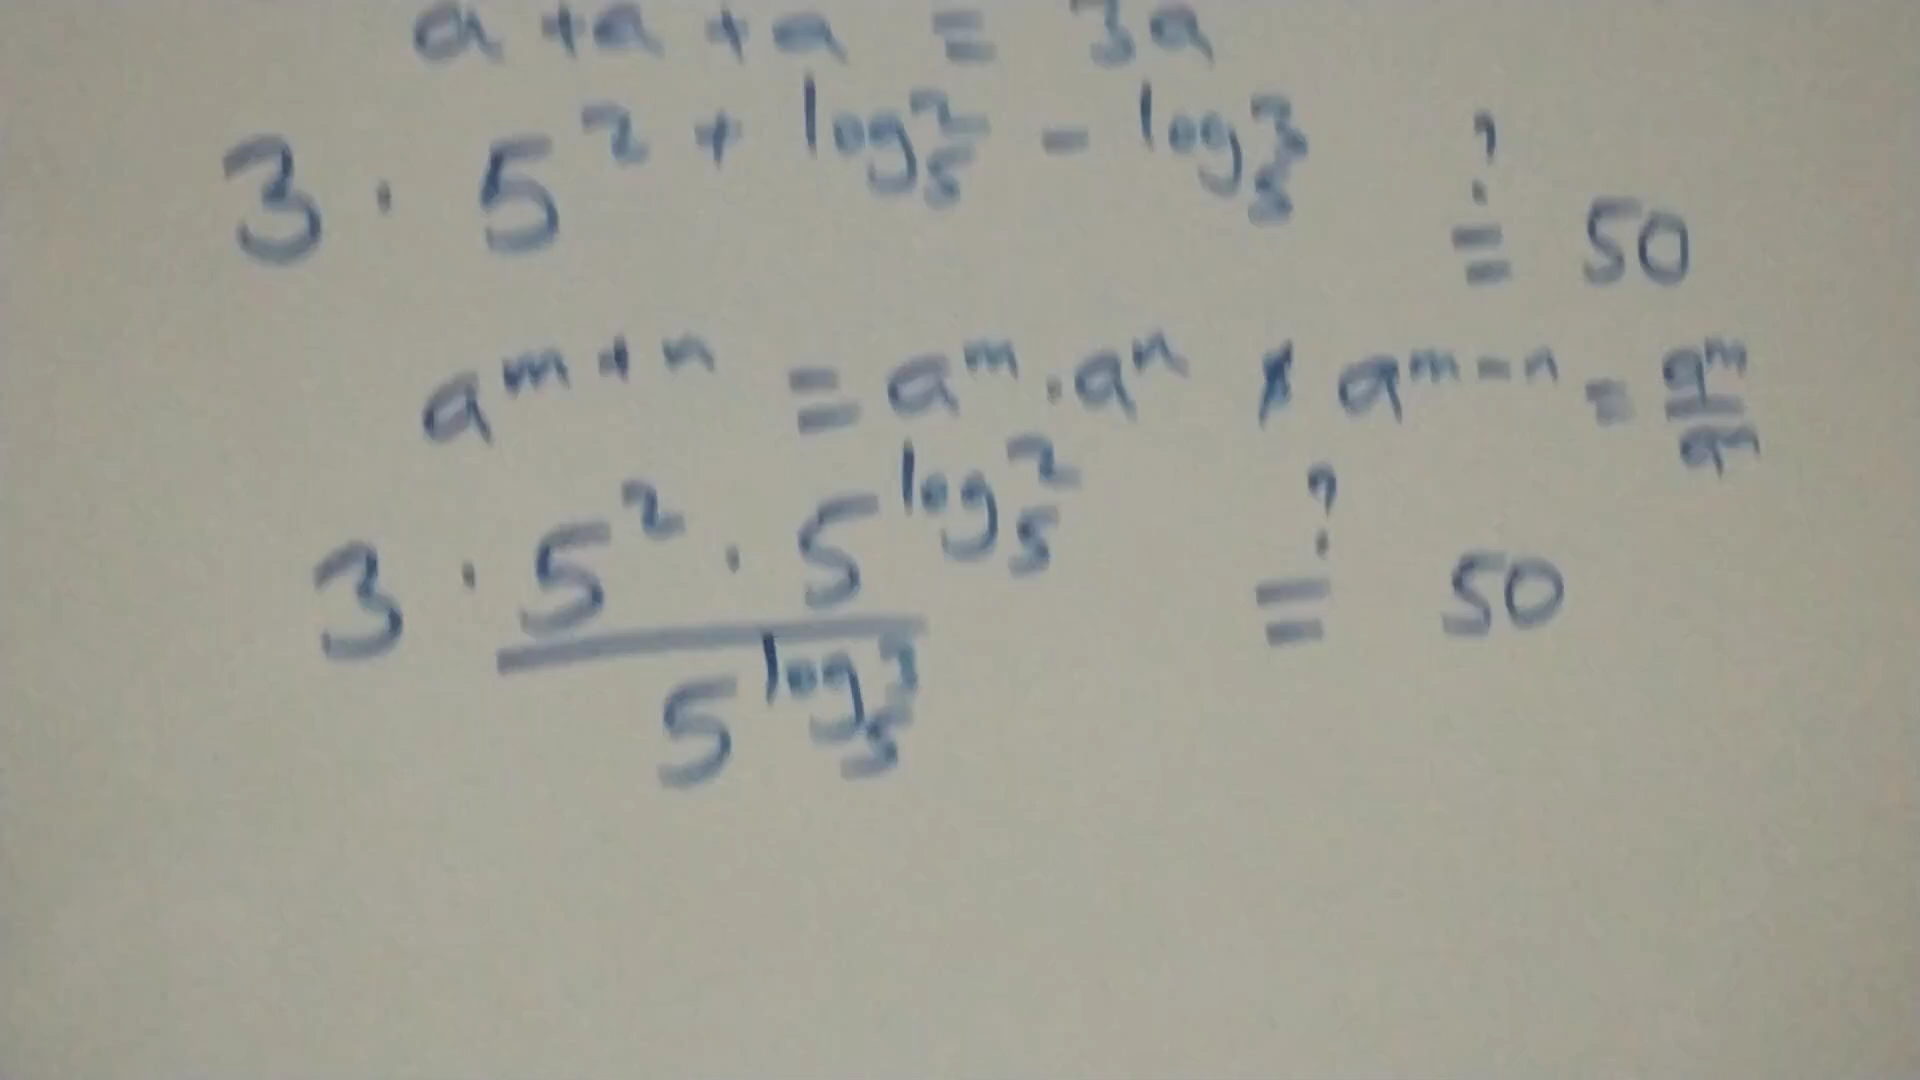 a + a + a = 3a
3 · 5^(2 + log_5^2 - log_5^3) ?= 50
a^(m + n) = a^m · a^n , a^(m - n) = a^m / a^n
3 · (5^2 · 5^(log_5^2)) / 5^(log_5^3) ?= 50